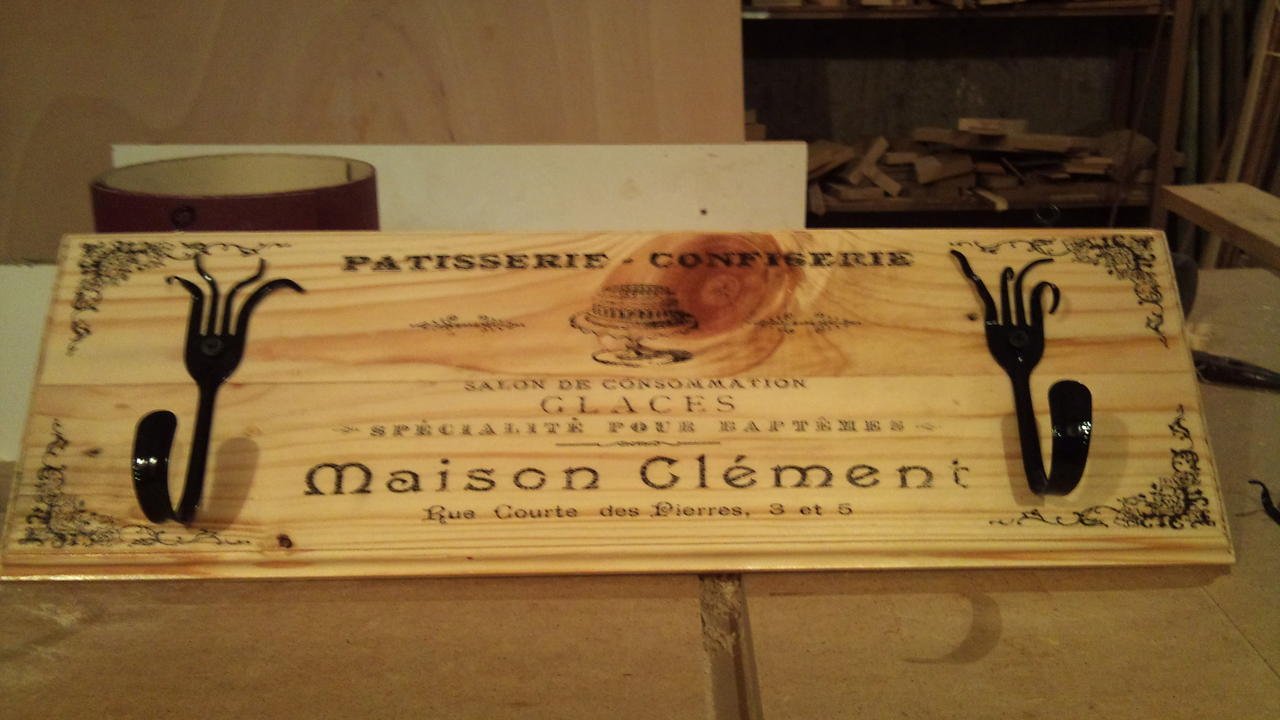 PATISSERIE - CONFISERIE
SALON DE CONSOMMATION
GLACES
SPÉCIALITÉ POUR BAPTÊMES
Maison Clément
Rue Courte des Pierres, 3 et 5